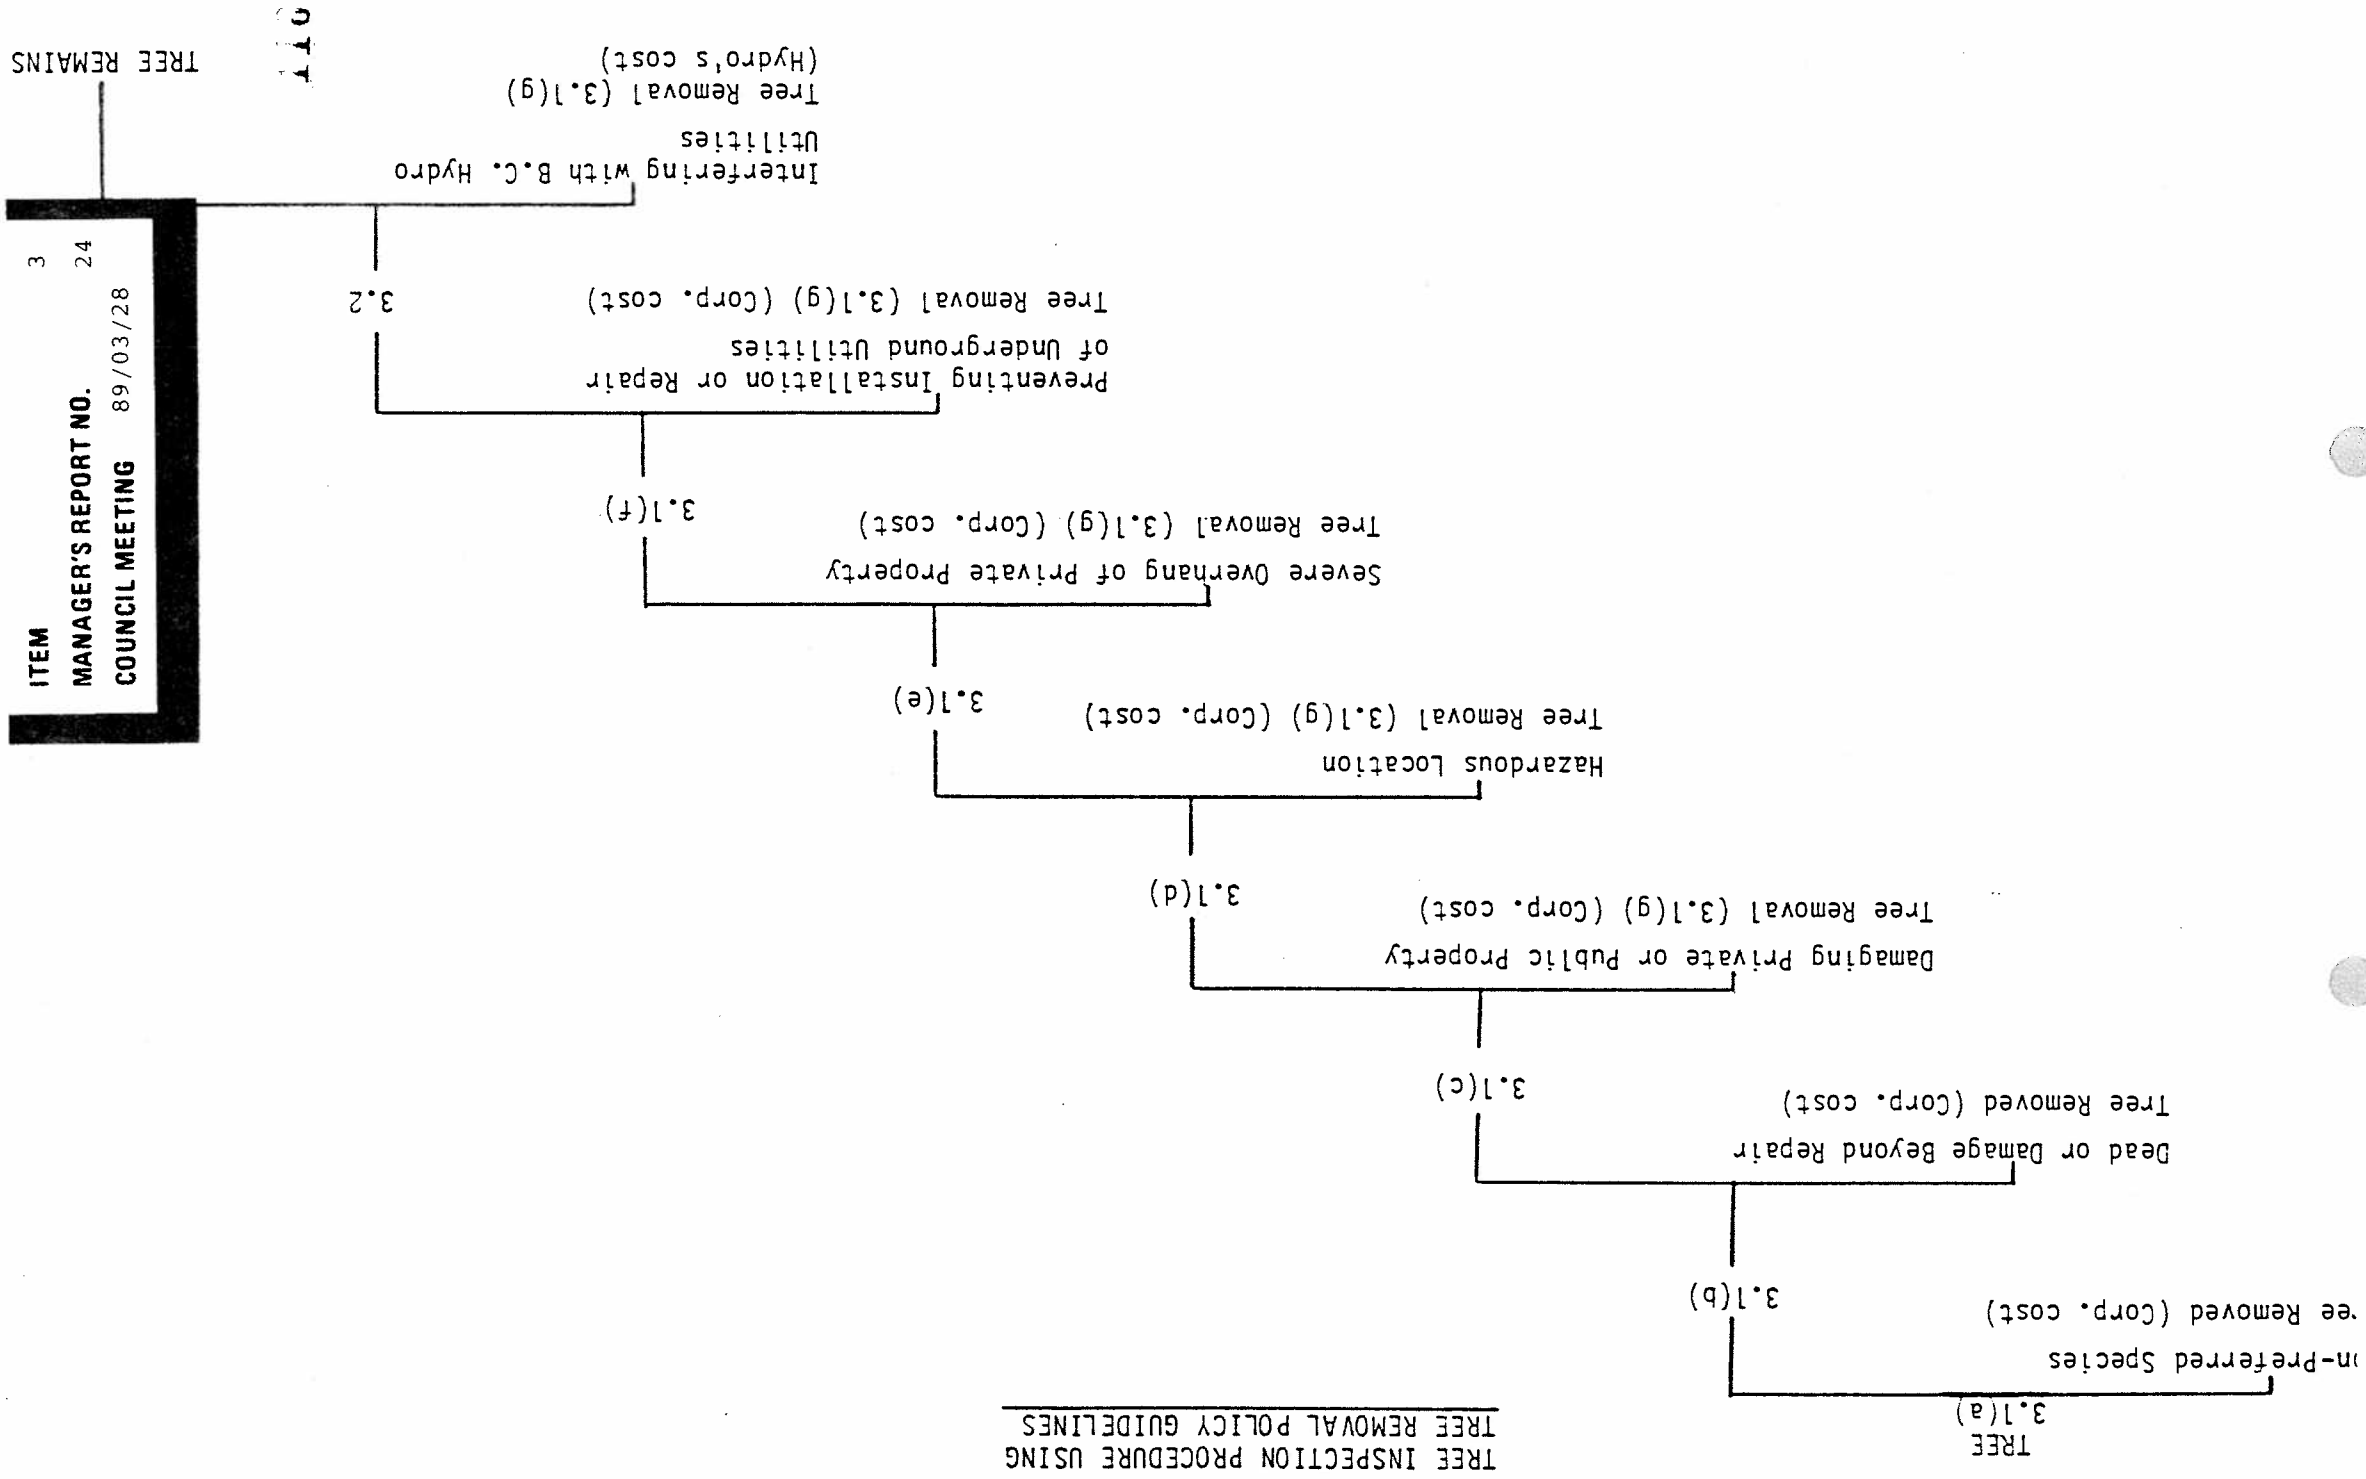 TREE INSPECTION PROCEDURE USING
TREE REMOVAL POLICY GUIDELINES
TREE
3.1(a)
n-Preferred Species
ee Removed (Corp. cost)
3.1(b)
Dead or Damage Beyond Repair
Tree Removed (Corp. cost)
3.1(c)
Damaging Private or Public Property
Tree Removal (3.1(g) (Corp. cost)
3.1(d)
Hazardous Location
Tree Removal (3.1(g) (Corp. cost)
3.1(e)
Severe Overhang of Private Property
Tree Removal (3.1(g) (Corp. cost)
3.1(f)
Preventing Installation or Repair
of Underground Utilities
Tree Removal (3.1(g) (Corp. cost)
3.2
Interfering with B.C. Hydro
Utilities
Tree Removal (3.1(g)
(Hydro's cost)
TREE REMAINS
ITEM 3
MANAGER'S REPORT NO. 24
COUNCIL MEETING 89/03/28